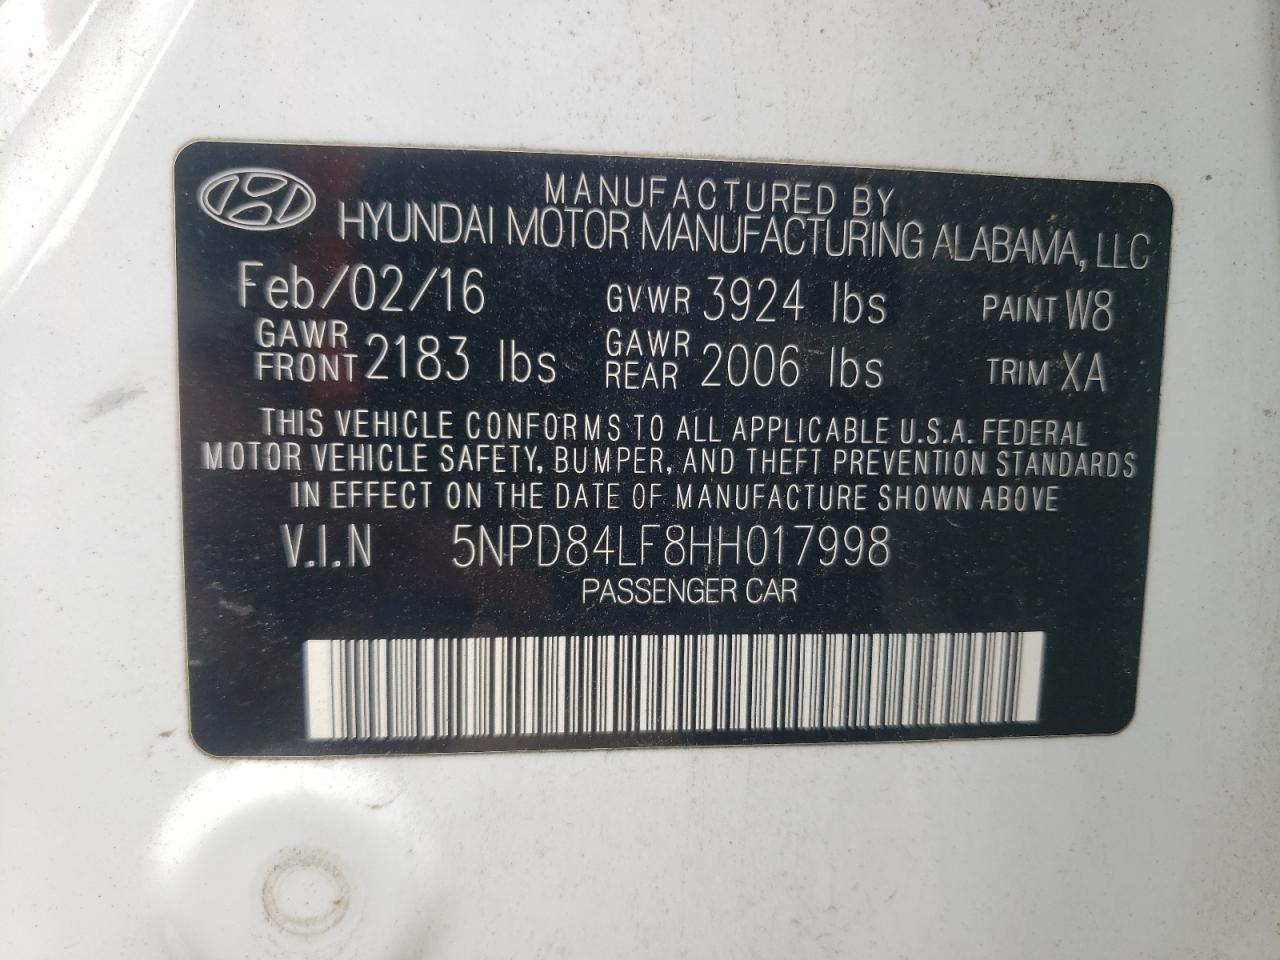 MANUFACTURED BY
HYUNDAI MOTOR MANUFACTURING ALABAMA, LLC
Feb/02/16 GVWR 3924 lbs PAINT W8
GAWR FRONT 2183 lbs GAWR REAR 2006 lbs TRIM XA
THIS VEHICLE CONFORMS TO ALL APPLICABLE U.S.A. FEDERAL
MOTOR VEHICLE SAFETY, BUMPER, AND THEFT PREVENTION STANDARDS
IN EFFECT ON THE DATE OF MANUFACTURE SHOWN ABOVE
V.I.N 5NPD84LF8HH017998
PASSENGER CAR